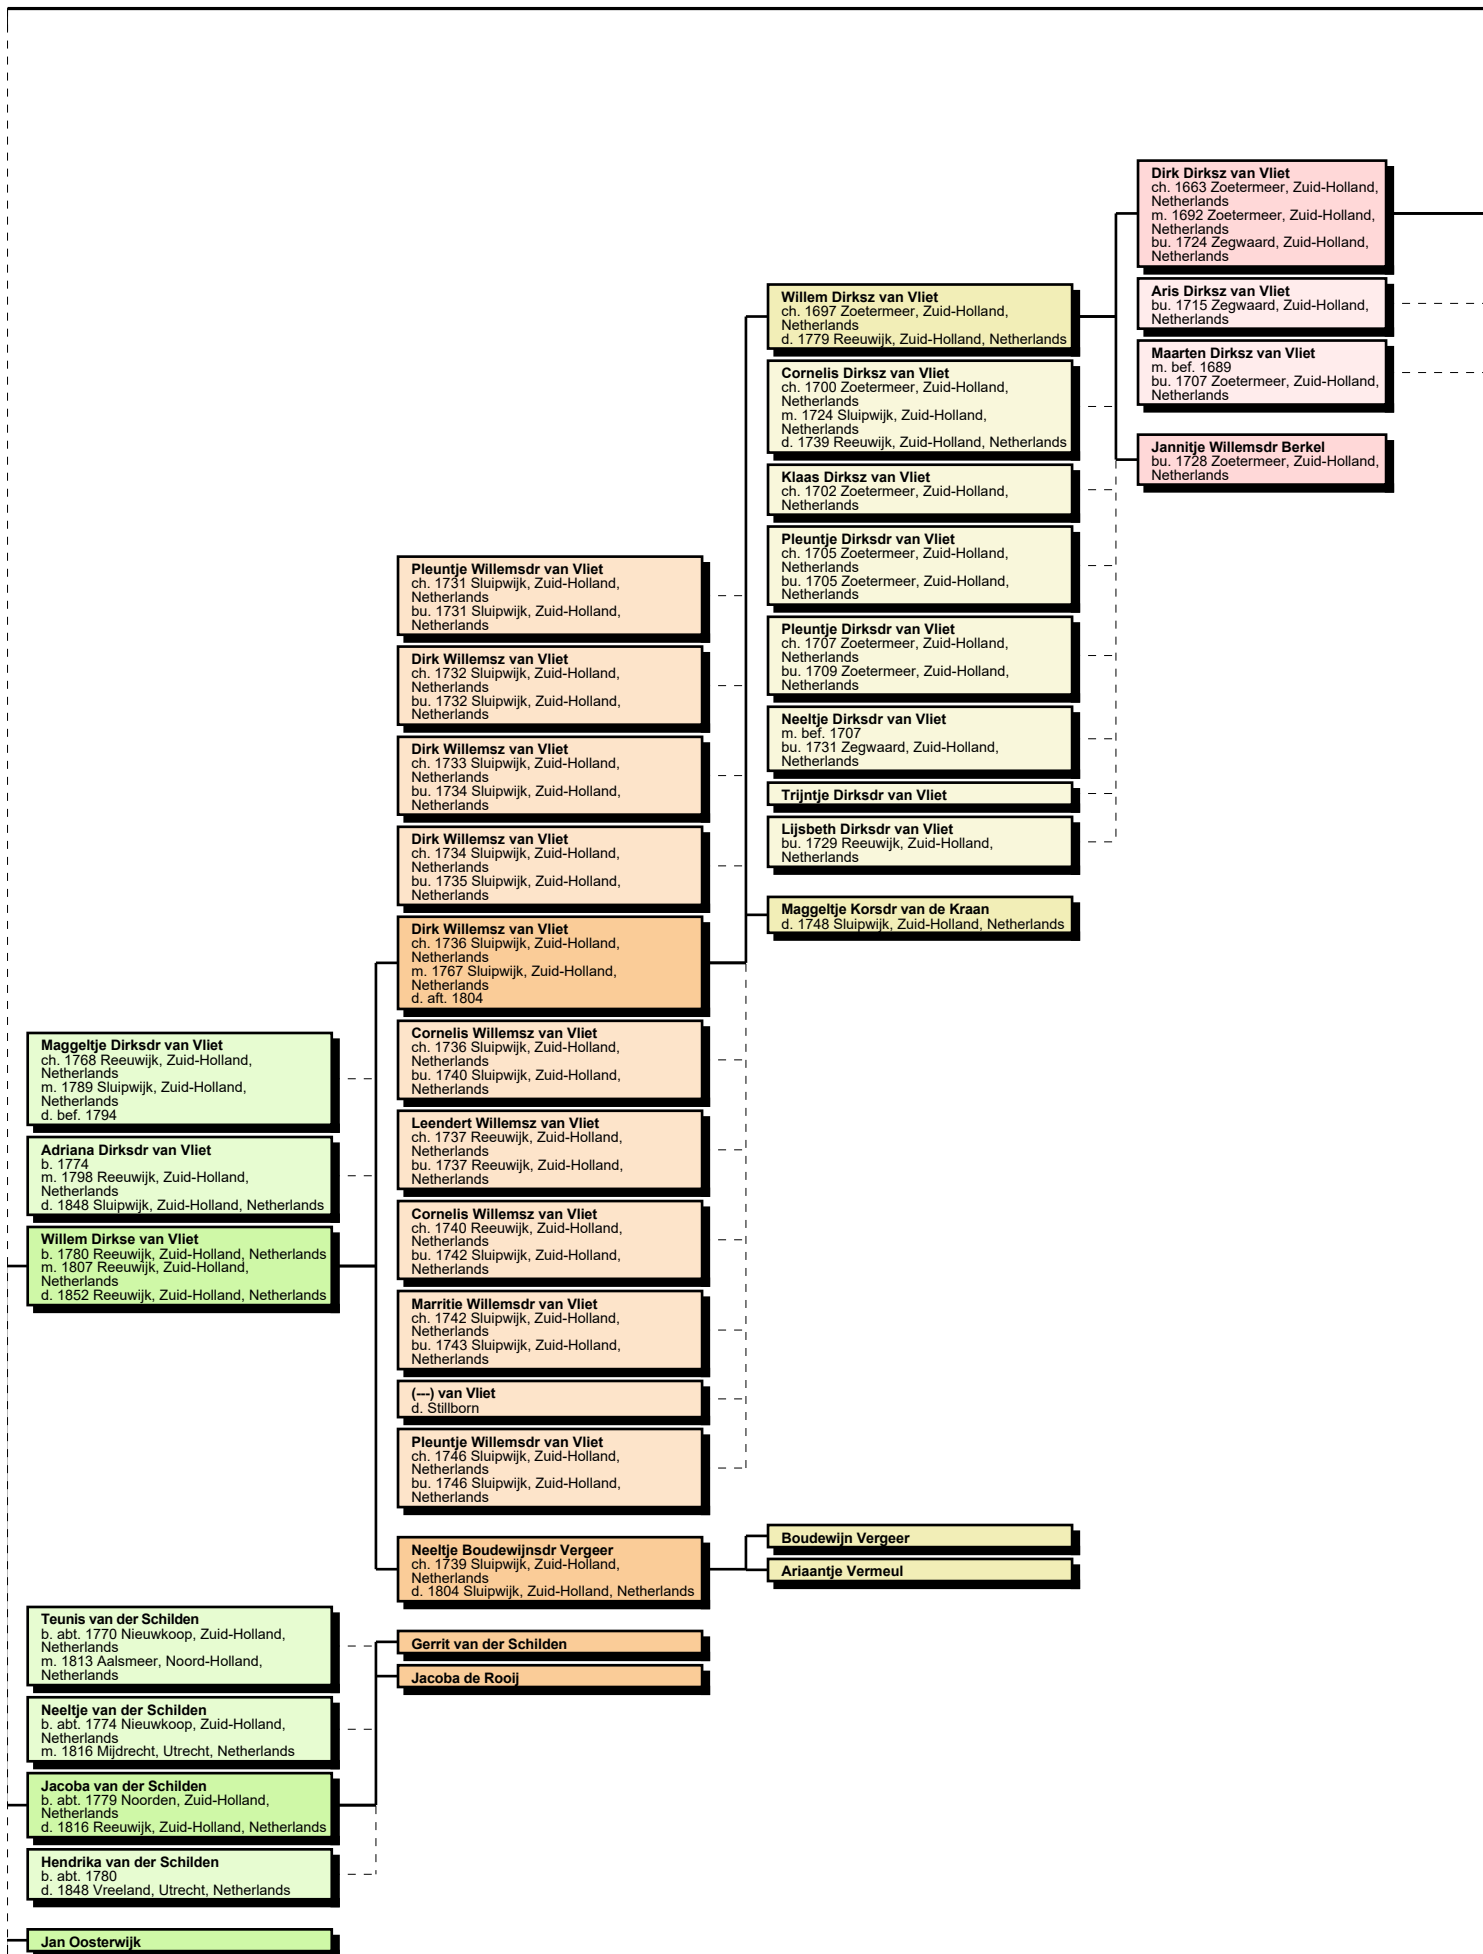 Dirk Dirksz van Vliet
ch. 1663 Zoetermeer, Zuid-Holland,
Netherlands
m. 1692 Zoetermeer, Zuid-Holland,
Netherlands
bu. 1724 Zegwaard, Zuid-Holland,
Netherlands
Aris Dirksz van Vliet
bu. 1715 Zegwaard, Zuid-Holland,
Netherlands
Maarten Dirksz van Vliet
m. bef. 1689
bu. 1707 Zoetermeer, Zuid-Holland,
Netherlands
Jannitje Willemsdr Berkel
bu. 1728 Zoetermeer, Zuid-Holland,
Netherlands
Willem Dirksz van Vliet
ch. 1697 Zoetermeer, Zuid-Holland,
Netherlands
d. 1779 Reeuwijk, Zuid-Holland, Netherlands
Cornelis Dirksz van Vliet
ch. 1700 Zoetermeer, Zuid-Holland,
Netherlands
m. 1724 Sluipwijk, Zuid-Holland,
Netherlands
d. 1739 Reeuwijk, Zuid-Holland, Netherlands
Klaas Dirksz van Vliet
ch. 1702 Zoetermeer, Zuid-Holland,
Netherlands
Pleuntje Dirksdr van Vliet
ch. 1705 Zoetermeer, Zuid-Holland,
Netherlands
bu. 1705 Zoetermeer, Zuid-Holland,
Netherlands
Pleuntje Dirksdr van Vliet
ch. 1707 Zoetermeer, Zuid-Holland,
Netherlands
bu. 1709 Zoetermeer, Zuid-Holland,
Netherlands
Neeltje Dirksdr van Vliet
m. bef. 1707
bu. 1731 Zegwaard, Zuid-Holland,
Netherlands
Trijntje Dirksdr van Vliet
Lijsbeth Dirksdr van Vliet
bu. 1729 Reeuwijk, Zuid-Holland,
Netherlands
Maggeltje Korsdr van de Kraan
d. 1748 Sluipwijk, Zuid-Holland, Netherlands
Pleuntje Willemsdr van Vliet
ch. 1731 Sluipwijk, Zuid-Holland,
Netherlands
bu. 1731 Sluipwijk, Zuid-Holland,
Netherlands
Dirk Willemsz van Vliet
ch. 1732 Sluipwijk, Zuid-Holland,
Netherlands
bu. 1732 Sluipwijk, Zuid-Holland,
Netherlands
Dirk Willemsz van Vliet
ch. 1733 Sluipwijk, Zuid-Holland,
Netherlands
bu. 1734 Sluipwijk, Zuid-Holland,
Netherlands
Dirk Willemsz van Vliet
ch. 1734 Sluipwijk, Zuid-Holland,
Netherlands
bu. 1735 Sluipwijk, Zuid-Holland,
Netherlands
Dirk Willemsz van Vliet
ch. 1736 Sluipwijk, Zuid-Holland,
Netherlands
m. 1767 Sluipwijk, Zuid-Holland,
Netherlands
d. aft. 1804
Cornelis Willemsz van Vliet
ch. 1736 Sluipwijk, Zuid-Holland,
Netherlands
bu. 1740 Sluipwijk, Zuid-Holland,
Netherlands
Leendert Willemsz van Vliet
ch. 1737 Reeuwijk, Zuid-Holland,
Netherlands
bu. 1737 Reeuwijk, Zuid-Holland,
Netherlands
Cornelis Willemsz van Vliet
ch. 1740 Reeuwijk, Zuid-Holland,
Netherlands
bu. 1742 Sluipwijk, Zuid-Holland,
Netherlands
Marritie Willemsdr van Vliet
ch. 1742 Sluipwijk, Zuid-Holland,
Netherlands
bu. 1743 Sluipwijk, Zuid-Holland,
Netherlands
(---) van Vliet
d. Stillborn
Pleuntje Willemsdr van Vliet
ch. 1746 Sluipwijk, Zuid-Holland,
Netherlands
bu. 1746 Sluipwijk, Zuid-Holland,
Netherlands
Neeltje Boudewijnsdr Vergeer
ch. 1739 Sluipwijk, Zuid-Holland,
Netherlands
d. 1804 Sluipwijk, Zuid-Holland, Netherlands
Boudewijn Vergeer
Ariaantje Vermeul
Maggeltje Dirksdr van Vliet
ch. 1768 Reeuwijk, Zuid-Holland,
Netherlands
m. 1789 Sluipwijk, Zuid-Holland,
Netherlands
d. bef. 1794
Adriana Dirksdr van Vliet
b. 1774
m. 1798 Reeuwijk, Zuid-Holland,
Netherlands
d. 1848 Sluipwijk, Zuid-Holland, Netherlands
Willem Dirkse van Vliet
b. 1780 Reeuwijk, Zuid-Holland, Netherlands
m. 1807 Reeuwijk, Zuid-Holland,
Netherlands
d. 1852 Reeuwijk, Zuid-Holland, Netherlands
Teunis van der Schilden
b. abt. 1770 Nieuwkoop, Zuid-Holland,
Netherlands
m. 1813 Aalsmeer, Noord-Holland,
Netherlands
Neeltje van der Schilden
b. abt. 1774 Nieuwkoop, Zuid-Holland,
Netherlands
m. 1816 Mijdrecht, Utrecht, Netherlands
Jacoba van der Schilden
b. abt. 1779 Noorden, Zuid-Holland,
Netherlands
d. 1816 Reeuwijk, Zuid-Holland, Netherlands
Hendrika van der Schilden
b. abt. 1780
d. 1848 Vreeland, Utrecht, Netherlands
Gerrit van der Schilden
Jacoba de Rooij
Jan Oosterwijk